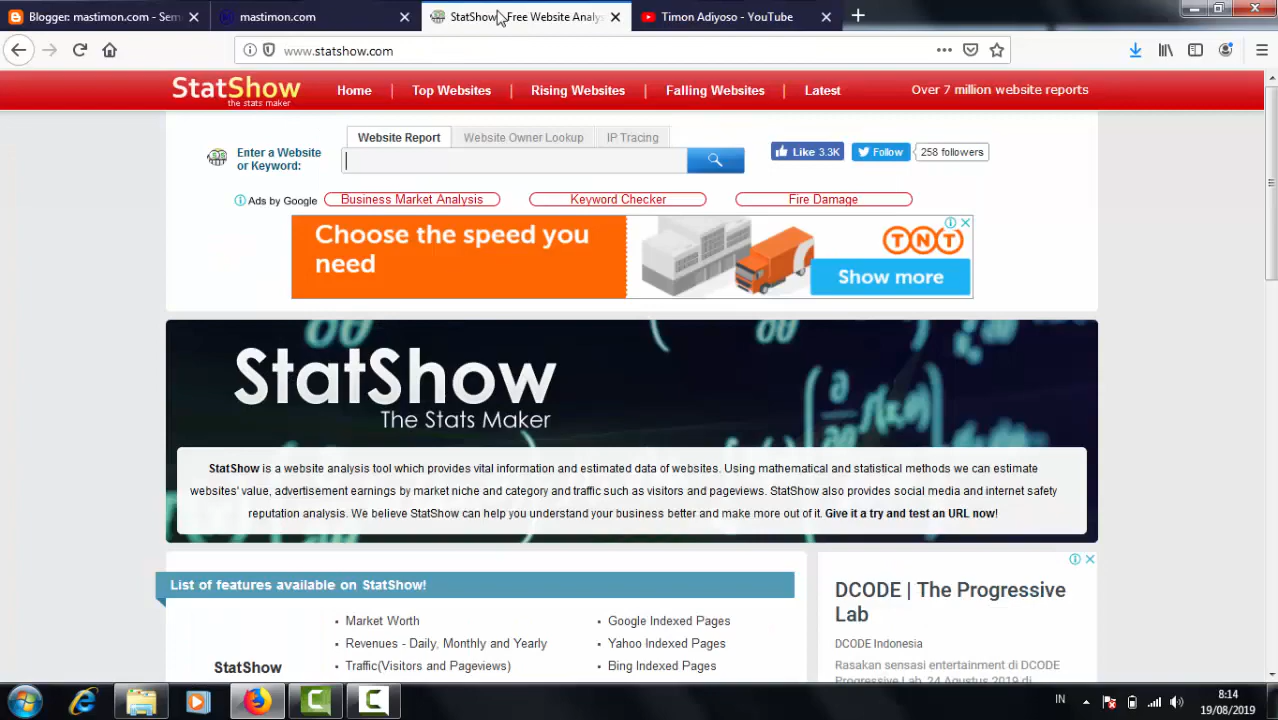 Blogger: mastimon.com - Sem
mastimon.com
StatShow Free Website Analys
Timon Adiyoso - YouTube
www.statshow.com
StatShow
the stats maker
Home
Top Websites
Rising Websites
Falling Websites
Latest
Over 7 million website reports
Website Report
Website Owner Lookup
IP Tracing
Enter a Website
or Keyword:
Like 3.3K
Follow
258 followers
Ads by Google
Business Market Analysis
Keyword Checker
Fire Damage
Choose the speed you
need
TNT
Show more
StatShow
The Stats Maker
StatShow is a website analysis tool which provides vital information and estimated data of websites. Using mathematical and statistical methods we can estimate
websites' value, advertisement earnings by market niche and category and traffic such as visitors and pageviews. StatShow also provides social media and internet safety
reputation analysis. We believe StatShow can help you understand your business better and make more out of it. Give it a try and test an URL now!
List of features available on StatShow!
Market Worth
Google Indexed Pages
Revenues - Daily, Monthly and Yearly
Yahoo Indexed Pages
StatShow
Traffic(Visitors and Pageviews)
Bing Indexed Pages
DCODE | The Progressive
Lab
DCODE Indonesia
Rasakan sensasi entertainment di DCODE
Progressive Lab, 24 Agustus 2019 di
IN
8:14
19/08/2019